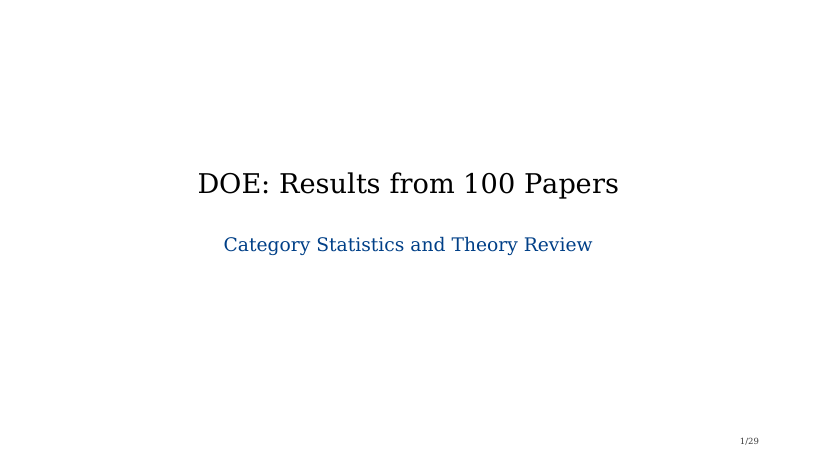 DOE: Results from 100 Papers
Category Statistics and Theory Review
1/29